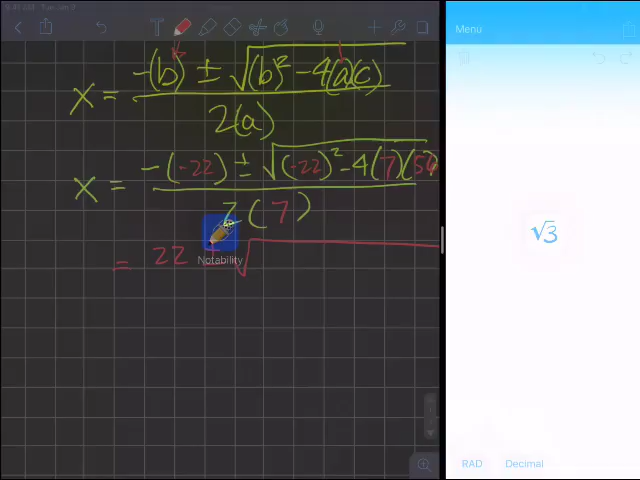 Menu
x = -(b) ± √(b)² - 4(a)(c)
2(a)
x = -(-22) ± √(-22)² - 4(7)(56)
2(7)
√3
= 22 ± √
Notability
RAD Decimal